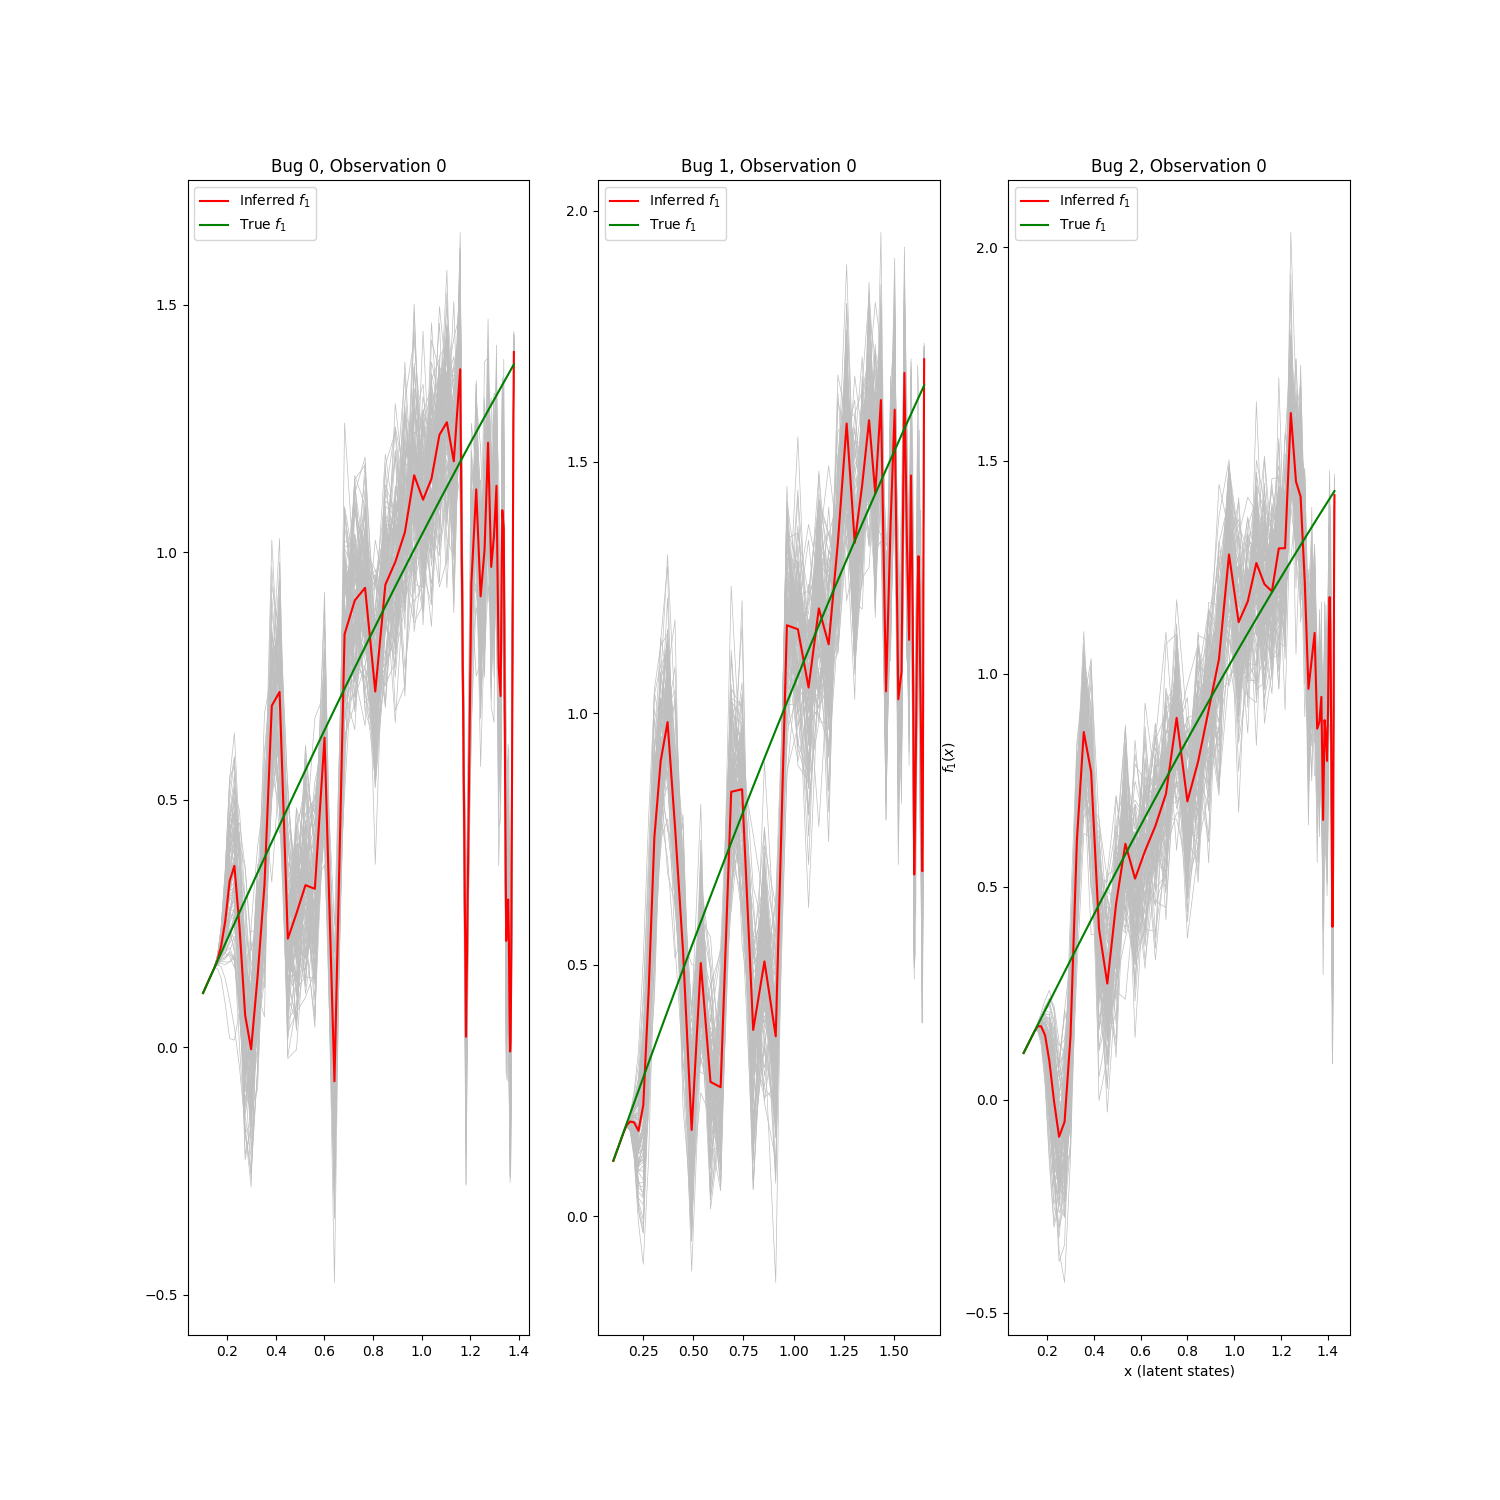 Bug 0, Observation 0
Inferred f₁
True f₁
1.5
1.0
0.5
0.0
−0.5
0.2 0.4 0.6 0.8 1.0 1.2 1.4
Bug 1, Observation 0
Inferred f₁
True f₁
2.0
1.5
1.0
0.5
0.0
0.25 0.50 0.75 1.00 1.25 1.50
Bug 2, Observation 0
Inferred f₁
True f₁
f₁(x)
2.0
1.5
1.0
0.5
0.0
−0.5
0.2 0.4 0.6 0.8 1.0 1.2 1.4
x (latent states)